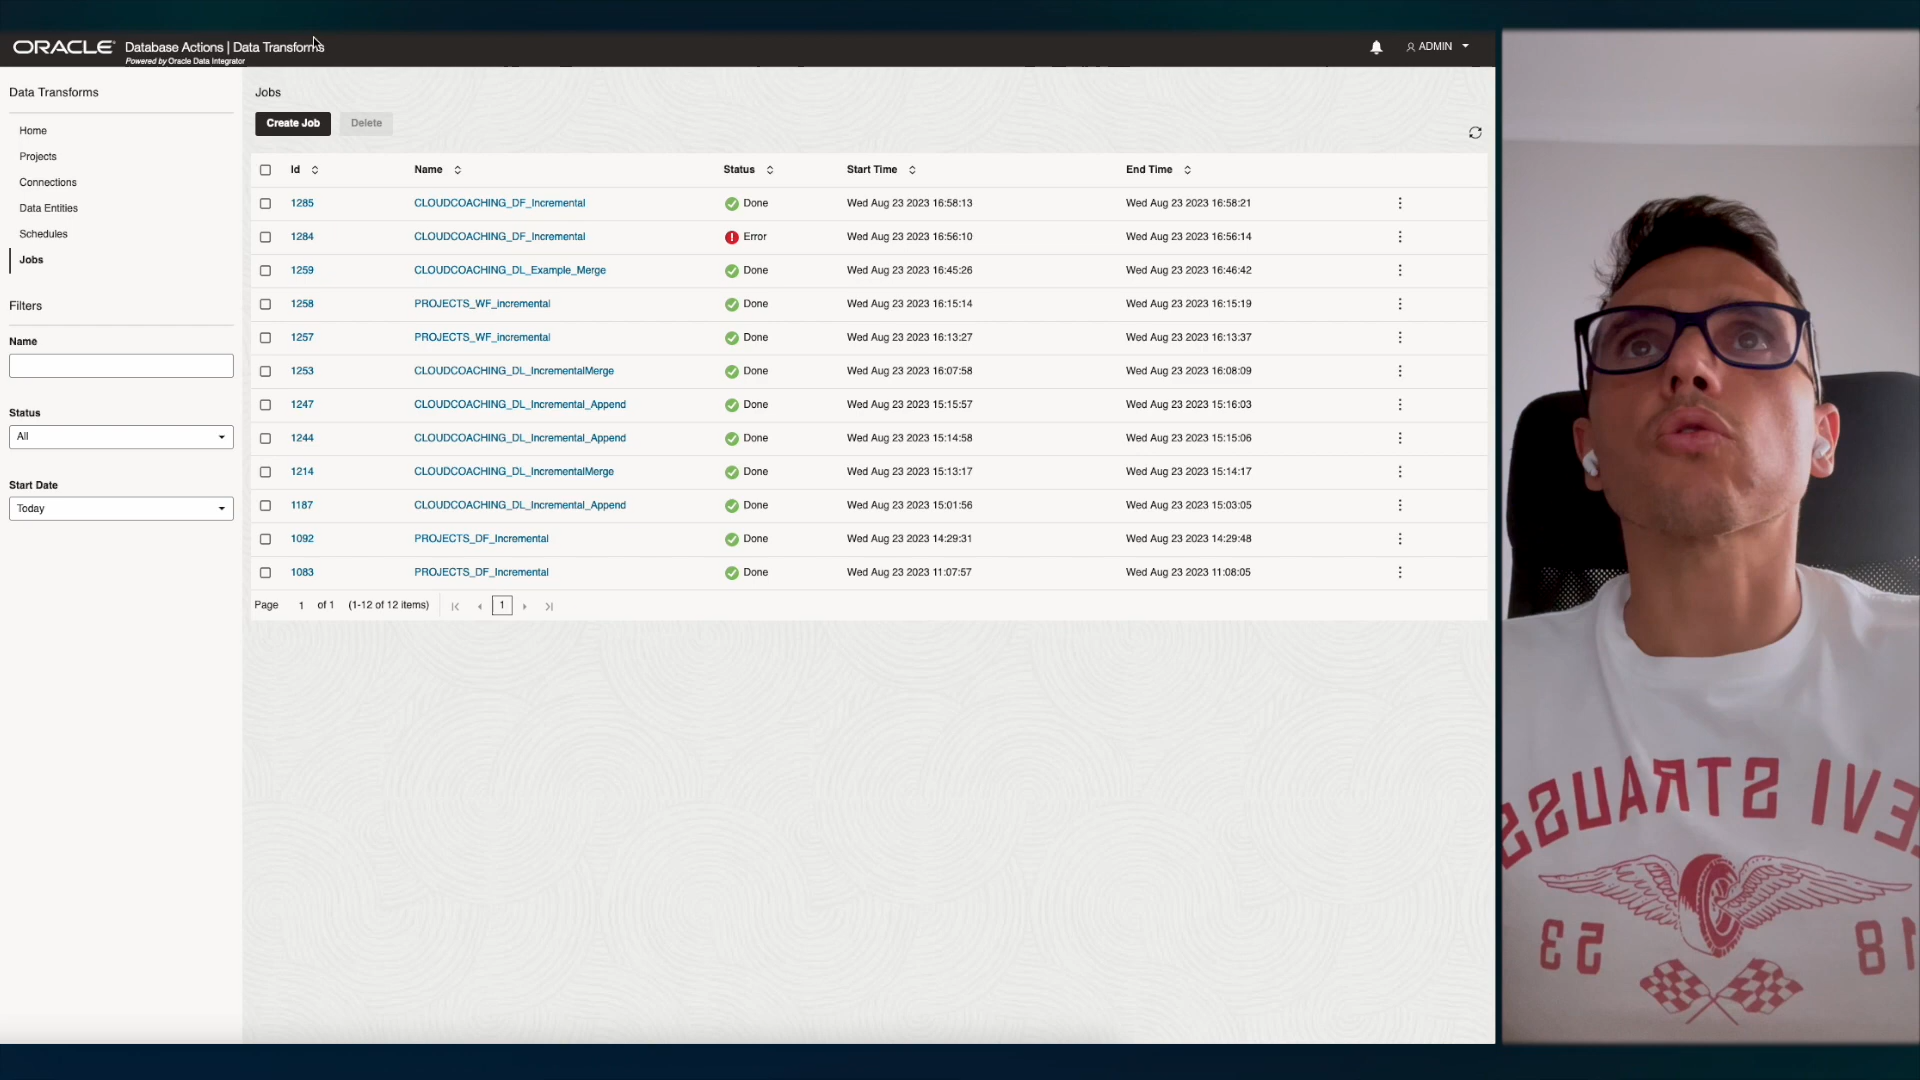 ORACLE Database Actions | Data Transforms
Powered by Oracle Data Integrator
ADMIN
Data Transforms
Home
Projects
Connections
Data Entities
Schedules
Jobs
Filters
Name
Status
All
Start Date
Today
Jobs
Create Job Delete
Id Name Status Start Time End Time
1285 CLOUDCOACHING_DF_Incremental Done Wed Aug 23 2023 16:58:13 Wed Aug 23 2023 16:58:21
1284 CLOUDCOACHING_DF_Incremental Error Wed Aug 23 2023 16:56:10 Wed Aug 23 2023 16:56:14
1259 CLOUDCOACHING_DL_Example_Merge Done Wed Aug 23 2023 16:45:26 Wed Aug 23 2023 16:46:42
1258 PROJECTS_WF_incremental Done Wed Aug 23 2023 16:15:14 Wed Aug 23 2023 16:15:19
1257 PROJECTS_WF_incremental Done Wed Aug 23 2023 16:13:27 Wed Aug 23 2023 16:13:37
1253 CLOUDCOACHING_DL_IncrementalMerge Done Wed Aug 23 2023 16:07:58 Wed Aug 23 2023 16:08:09
1247 CLOUDCOACHING_DL_Incremental_Append Done Wed Aug 23 2023 15:15:57 Wed Aug 23 2023 15:16:03
1244 CLOUDCOACHING_DL_Incremental_Append Done Wed Aug 23 2023 15:14:58 Wed Aug 23 2023 15:15:06
1214 CLOUDCOACHING_DL_IncrementalMerge Done Wed Aug 23 2023 15:13:17 Wed Aug 23 2023 15:14:17
1187 CLOUDCOACHING_DL_Incremental_Append Done Wed Aug 23 2023 15:01:56 Wed Aug 23 2023 15:03:05
1092 PROJECTS_DF_Incremental Done Wed Aug 23 2023 14:29:31 Wed Aug 23 2023 14:29:48
1083 PROJECTS_DF_Incremental Done Wed Aug 23 2023 11:07:57 Wed Aug 23 2023 11:08:05
Page 1 of 1 (1-12 of 12 items) 1
LEVI STRAUSS
18 53